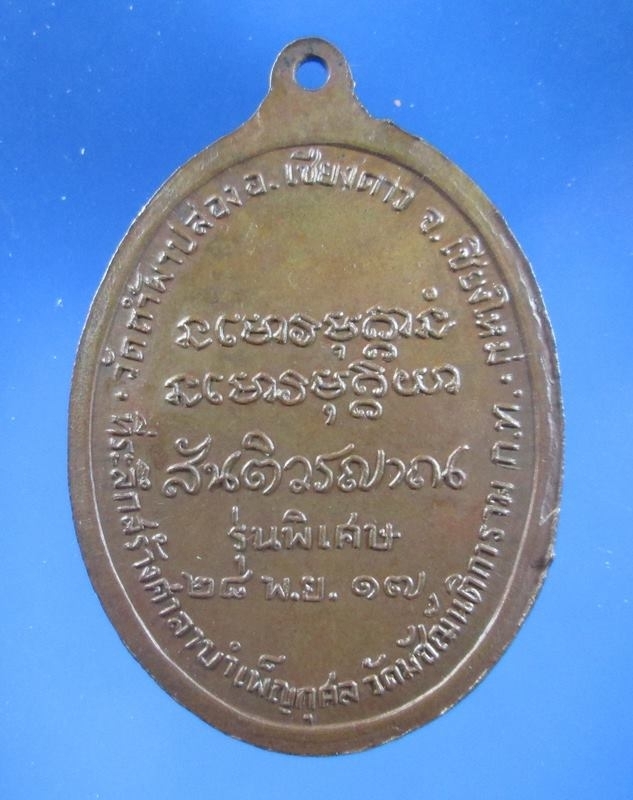 • วัดถ้ำผาปล่อง อ. เชียงดาว จ. เชียงใหม่ •
สันติวรญาณ
รุ่นพิเศษ
๒๘ พ.ย. ๑๗
ที่ระลึกสร้างศาลาบำเพ็ญกุศล วัดมัชฌันติการาม ก.ท.